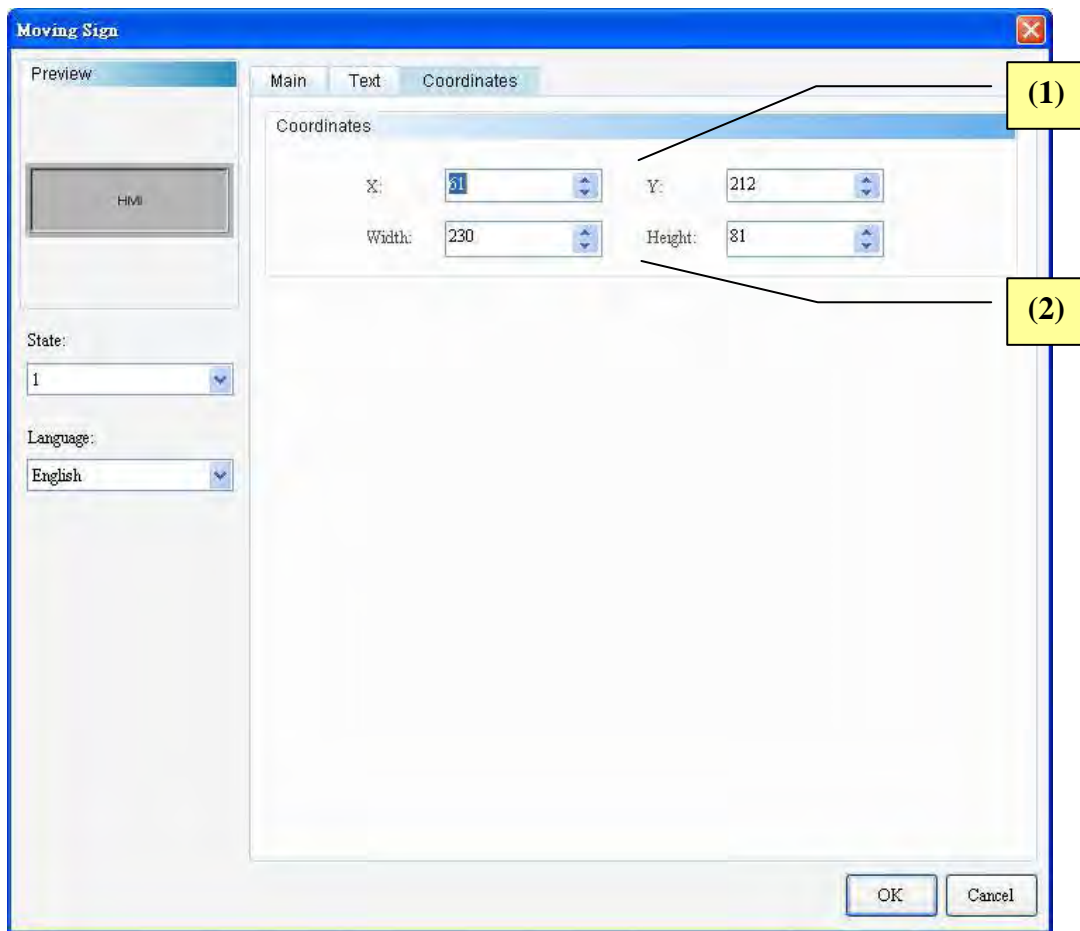 Moving Sign
Preview
Main Text Coordinates
(1)
Coordinates
X: 61 Y: 212
HMI
Width: 230 Height: 81
(2)
State:
1
Language:
English
OK Cancel